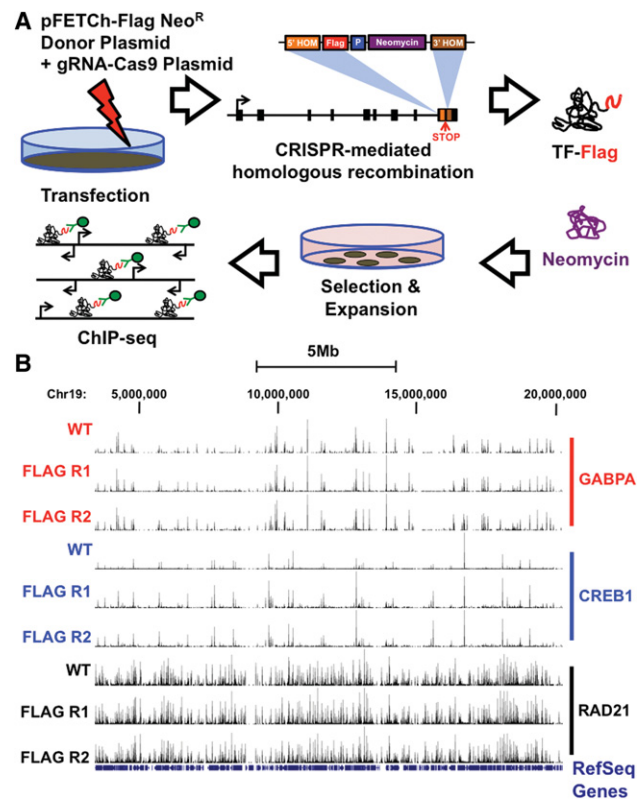 A
pFETCh-Flag Neoᴿ
Donor Plasmid
+ gRNA-Cas9 Plasmid
5' HOM Flag P Neomycin 3' HOM
STOP
CRISPR-mediated
homologous recombination
TF-Flag
Transfection
Neomycin
Selection &
Expansion
ChIP-seq
B
5Mb
Chr19: 5,000,000 10,000,000 15,000,000 20,000,000
WT
FLAG R1
FLAG R2
GABPA
WT
FLAG R1
FLAG R2
CREB1
WT
FLAG R1
FLAG R2
RAD21
RefSeq
Genes